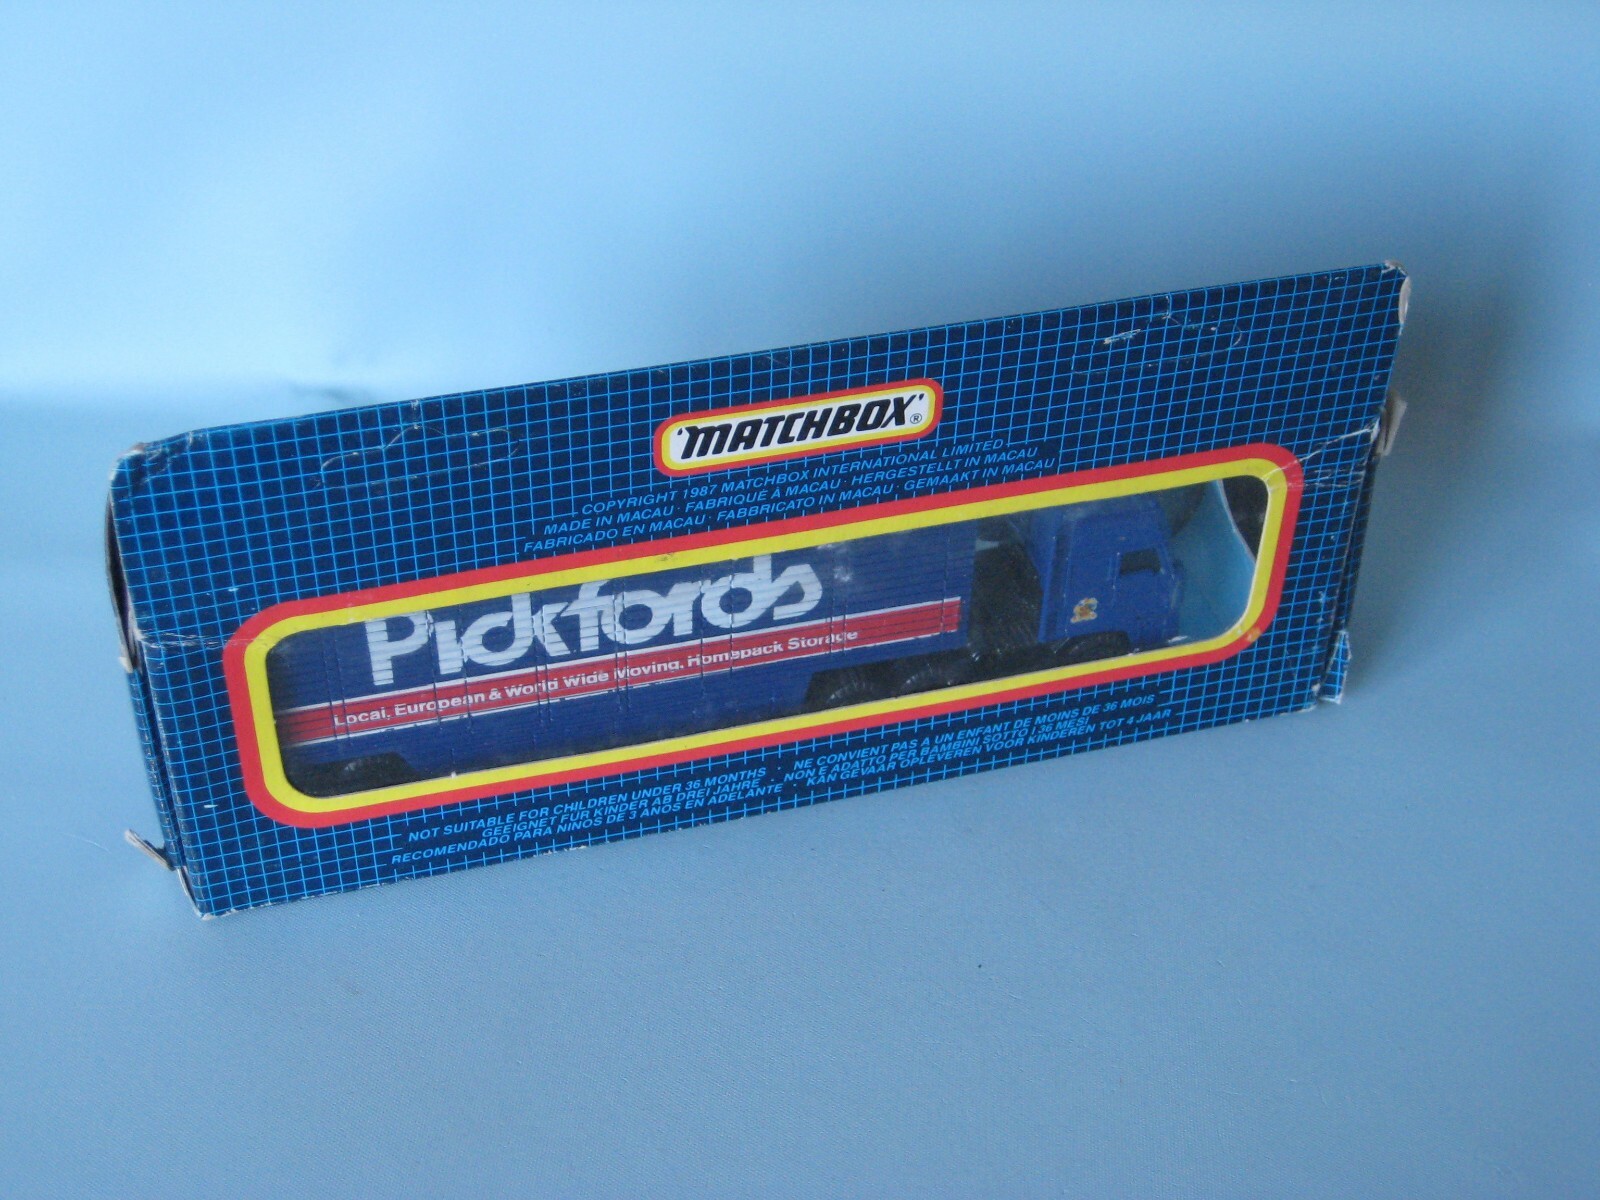 'MATCHBOX'®
COPYRIGHT 1987 MATCHBOX INTERNATIONAL LIMITED
MADE IN MACAU · FABRIQUÉ À MACAU · HERGESTELLT IN MACAU
FABRICADO EN MACAU · FABBRICATO IN MACAU · GEMAAKT IN MACAU
Pickfords
Local, European & World Wide Moving, Homepack Storage
NOT SUITABLE FOR CHILDREN UNDER 36 MONTHS · NE CONVIENT PAS A UN ENFANT DE MOINS DE 36 MOIS
GEEIGNET FUR KINDER AB DREI JAHRE · NON E ADATTO PER BAMBINI SOTTO I 36 MESI
RECOMENDADO PARA NINOS DE 3 ANOS EN ADELANTE · KAN GEVAAR OPLEVEREN VOOR KINDEREN TOT 4 JAAR